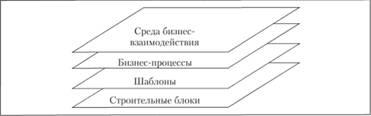 Среда бизнес-
взаимодействия
Бизнес-процессы
Шаблоны
Строительные блоки